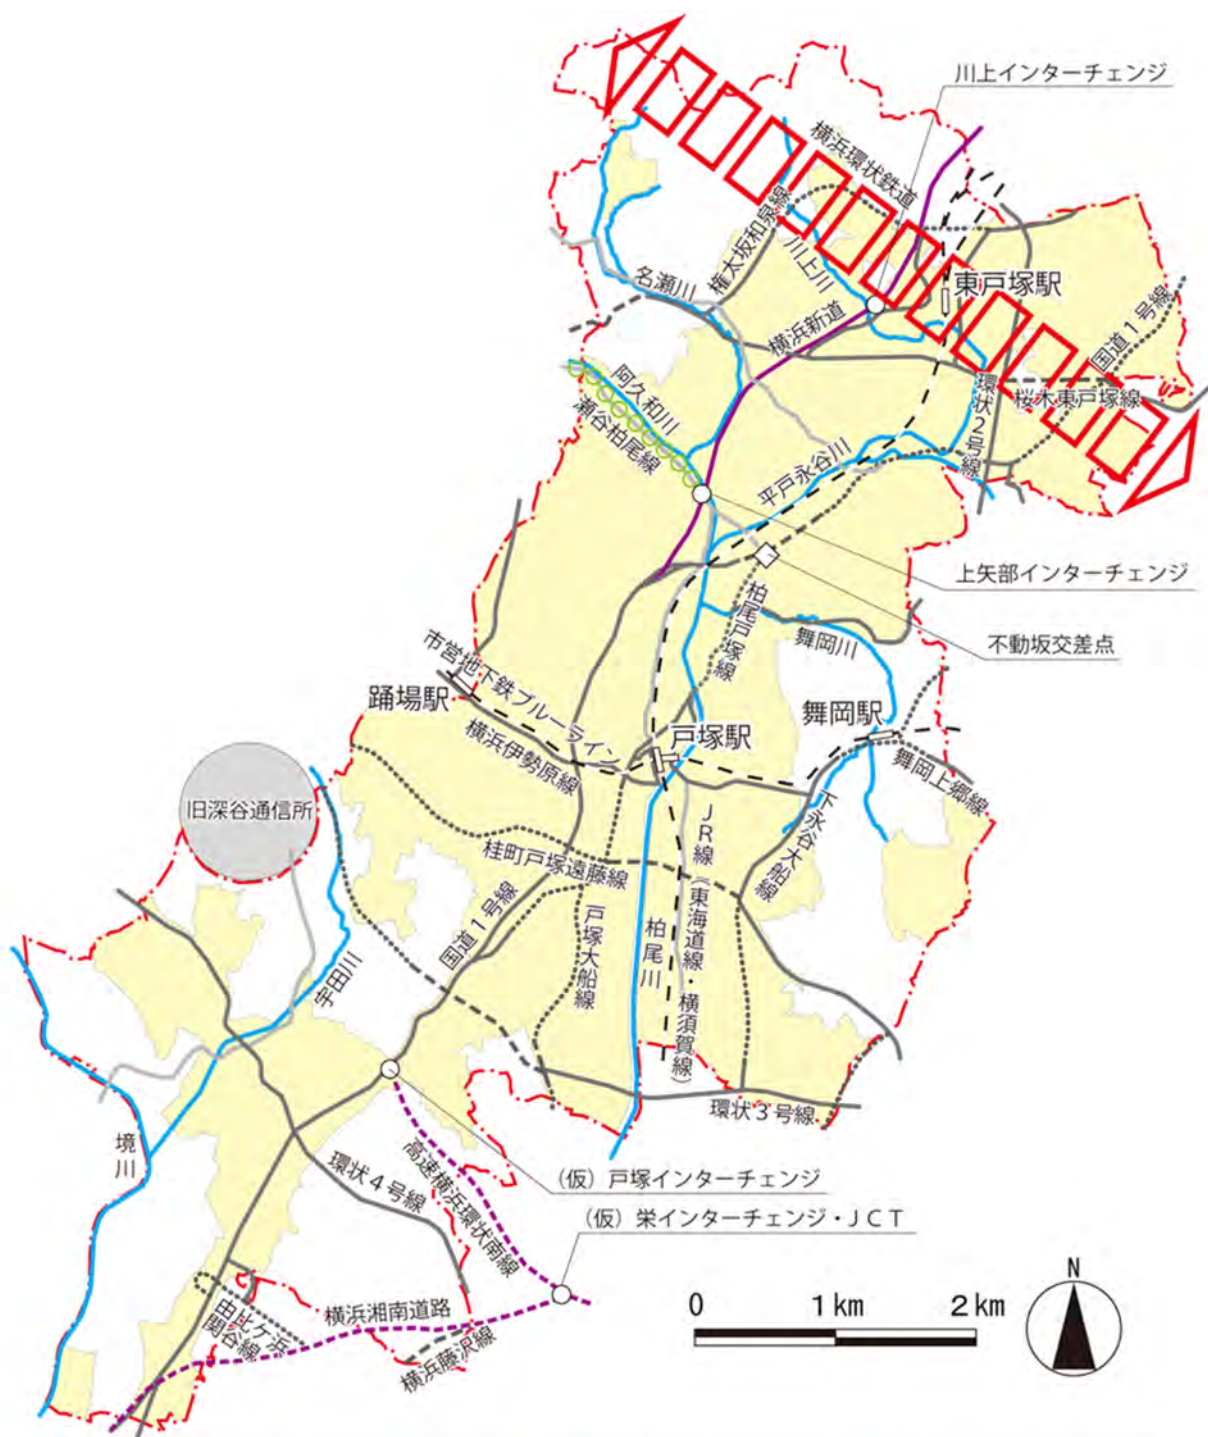 川上インターチェンジ
横浜環状鉄道
権太坂和泉線
川上川
名瀬川
東戸塚駅
国道1号線
横浜新道
阿久和川
瀬谷柏尾線
環状2号線
桜木東戸塚線
平戸永谷川
上矢部インターチェンジ
柏尾戸塚線
舞岡川
不動坂交差点
市営地下鉄ブルーライン
踊場駅
舞岡駅
戸塚駅
横浜伊勢原線
舞岡上郷線
旧深谷通信所
下永谷大船線
JR線(東海道線・横須賀線)
桂町戸塚遠藤線
国道1号線
戸塚大船線
柏尾川
宇田川
環状3号線
境川
高速横浜環状南線
環状4号線
(仮)戸塚インターチェンジ
(仮)栄インターチェンジ・JCT
横浜湘南道路
由比ケ浜
関谷線
横浜藤沢線
0 1km 2km
N